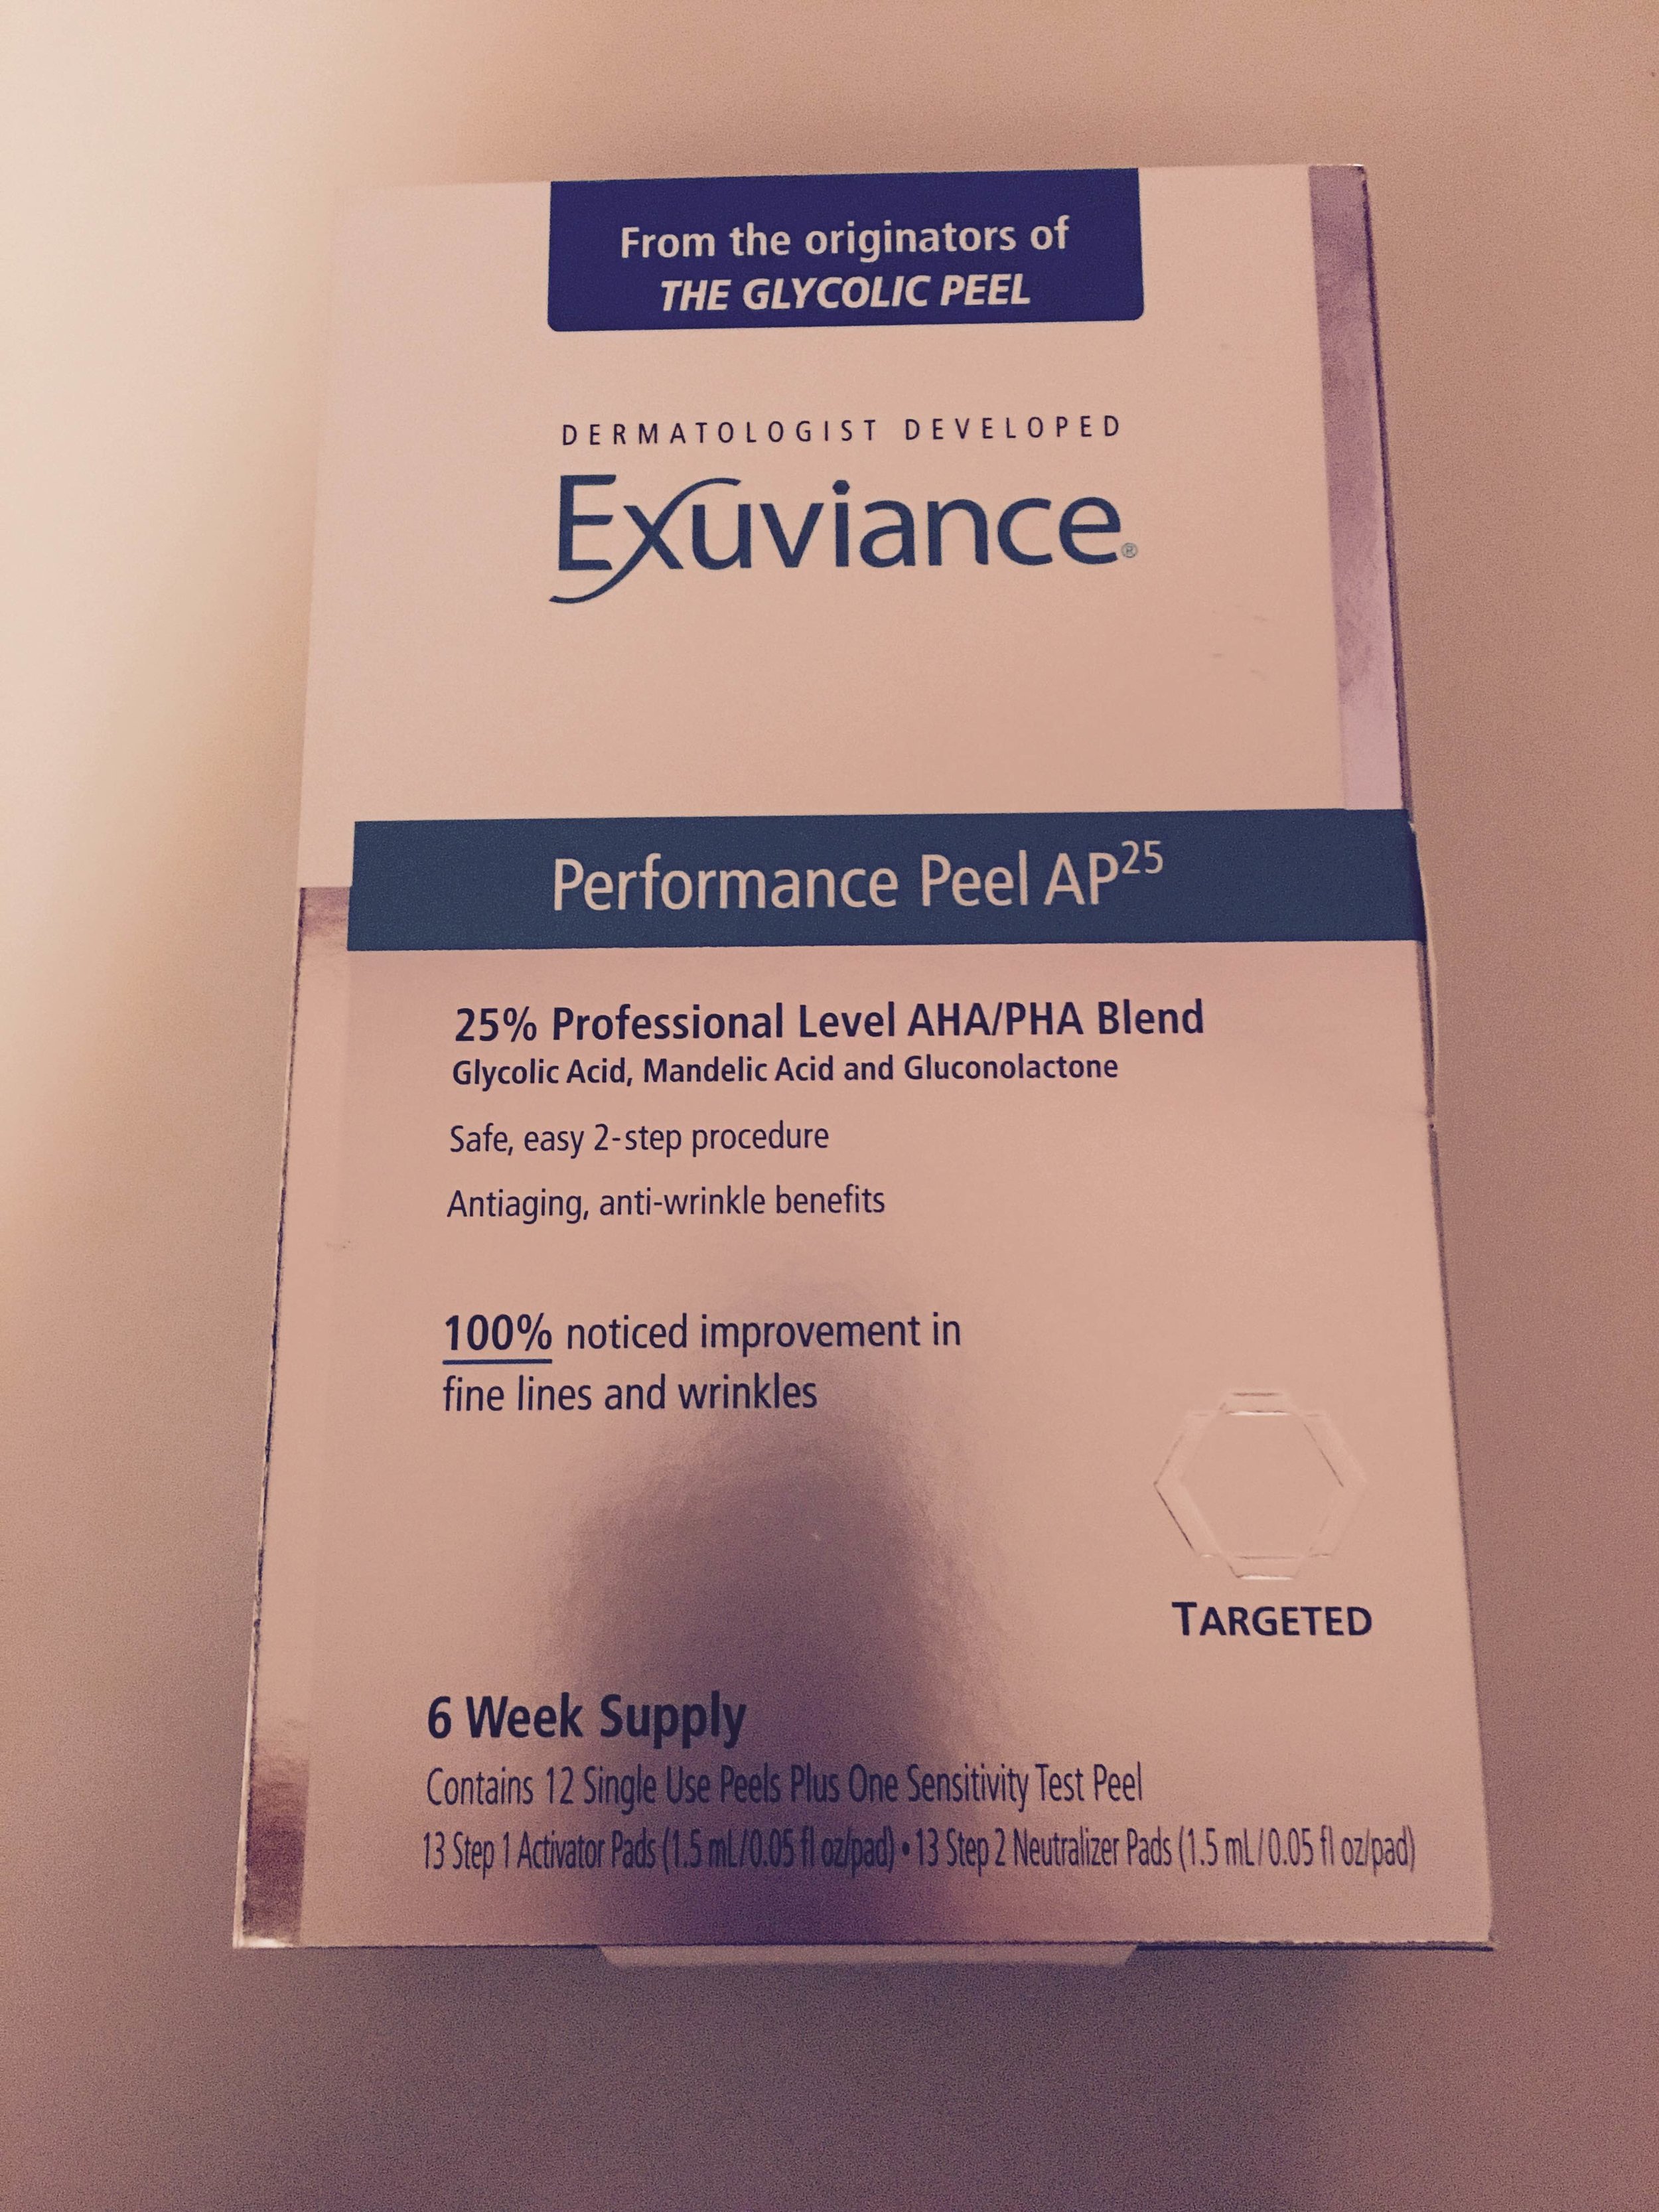 From the originators of
THE GLYCOLIC PEEL
DERMATOLOGIST DEVELOPED
Exuviance®
Performance Peel AP²⁵
25% Professional Level AHA/PHA Blend
Glycolic Acid, Mandelic Acid and Gluconolactone
Safe, easy 2-step procedure
Antiaging, anti-wrinkle benefits
100% noticed improvement in
fine lines and wrinkles
TARGETED
6 Week Supply
Contains 12 Single Use Peels Plus One Sensitivity Test Peel
13 Step 1 Activator Pads (1.5 mL/0.05 fl oz/pad) • 13 Step 2 Neutralizer Pads (1.5 mL/0.05 fl oz/pad)